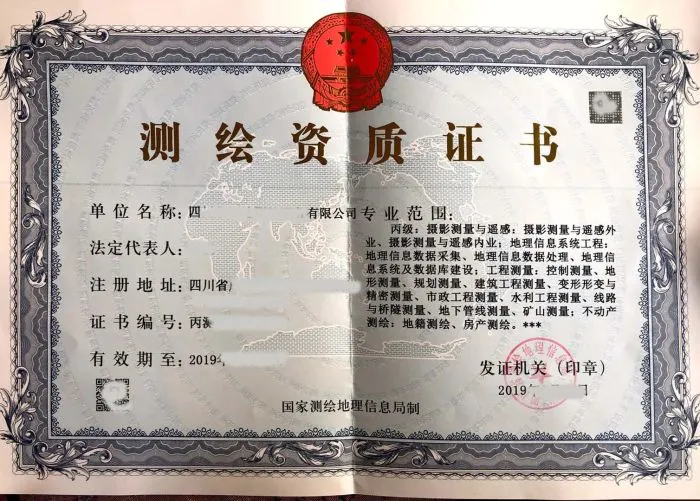 测绘资质证书
单位名称:四 有限公司
法定代表人:
注册地址:四川省
证书编号:丙测
有效期至:2019
专业范围:
丙级:摄影测量与遥感:摄影测量与遥感外
业、摄影测量与遥感内业;地理信息系统工程:
地理信息数据采集、地理信息数据处理、地理信
息系统及数据库建设;工程测量:控制测量、地
形测量、规划测量、建筑工程测量、变形形变与
精密测量、市政工程测量、水利工程测量、线路
与桥隧测量、地下管线测量、矿山测量;不动产
测绘:地籍测绘、房产测绘。***
发证机关(印章)
2019
国家测绘地理信息局制